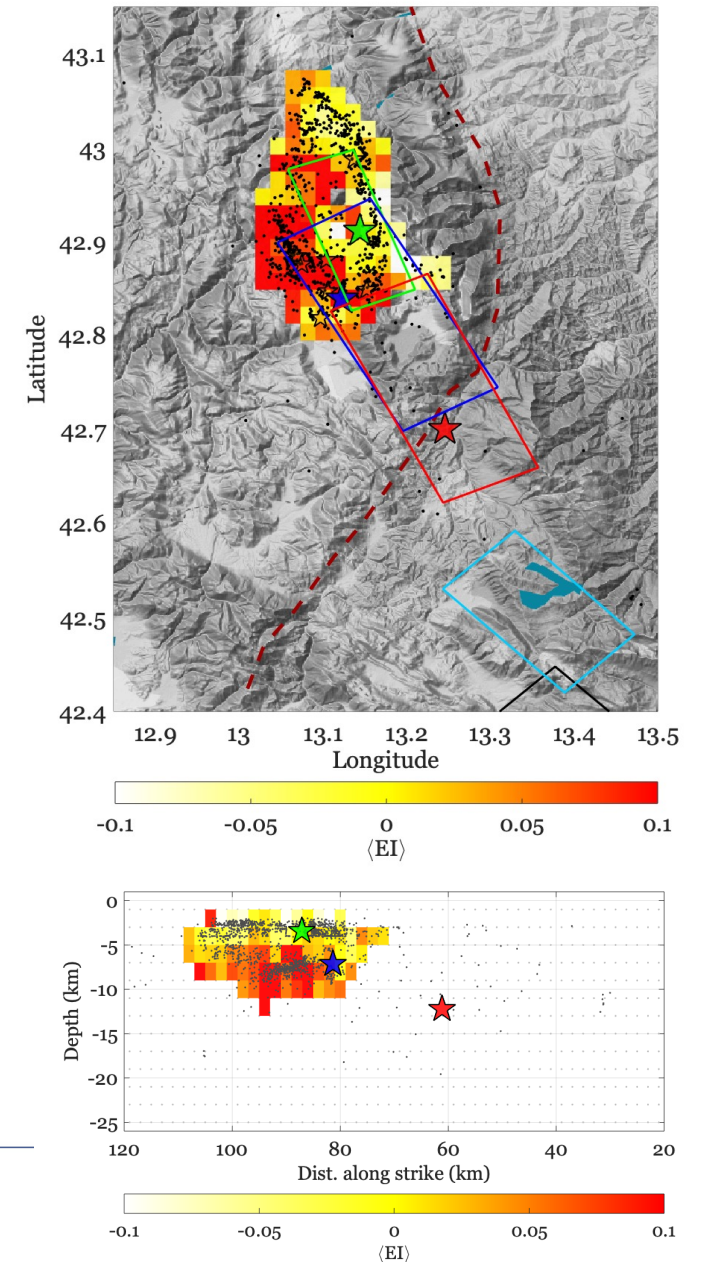 43.1
43
42.9
42.8
42.7
42.6
42.5
42.4
Latitude
12.9 13 13.1 13.2 13.3 13.4 13.5
Longitude
-0.1 -0.05 0 0.05 0.1
⟨EI⟩
0
-5
-10
-15
-20
-25
Depth (km)
120 100 80 60 40 20
Dist. along strike (km)
-0.1 -0.05 0 0.05 0.1
⟨EI⟩